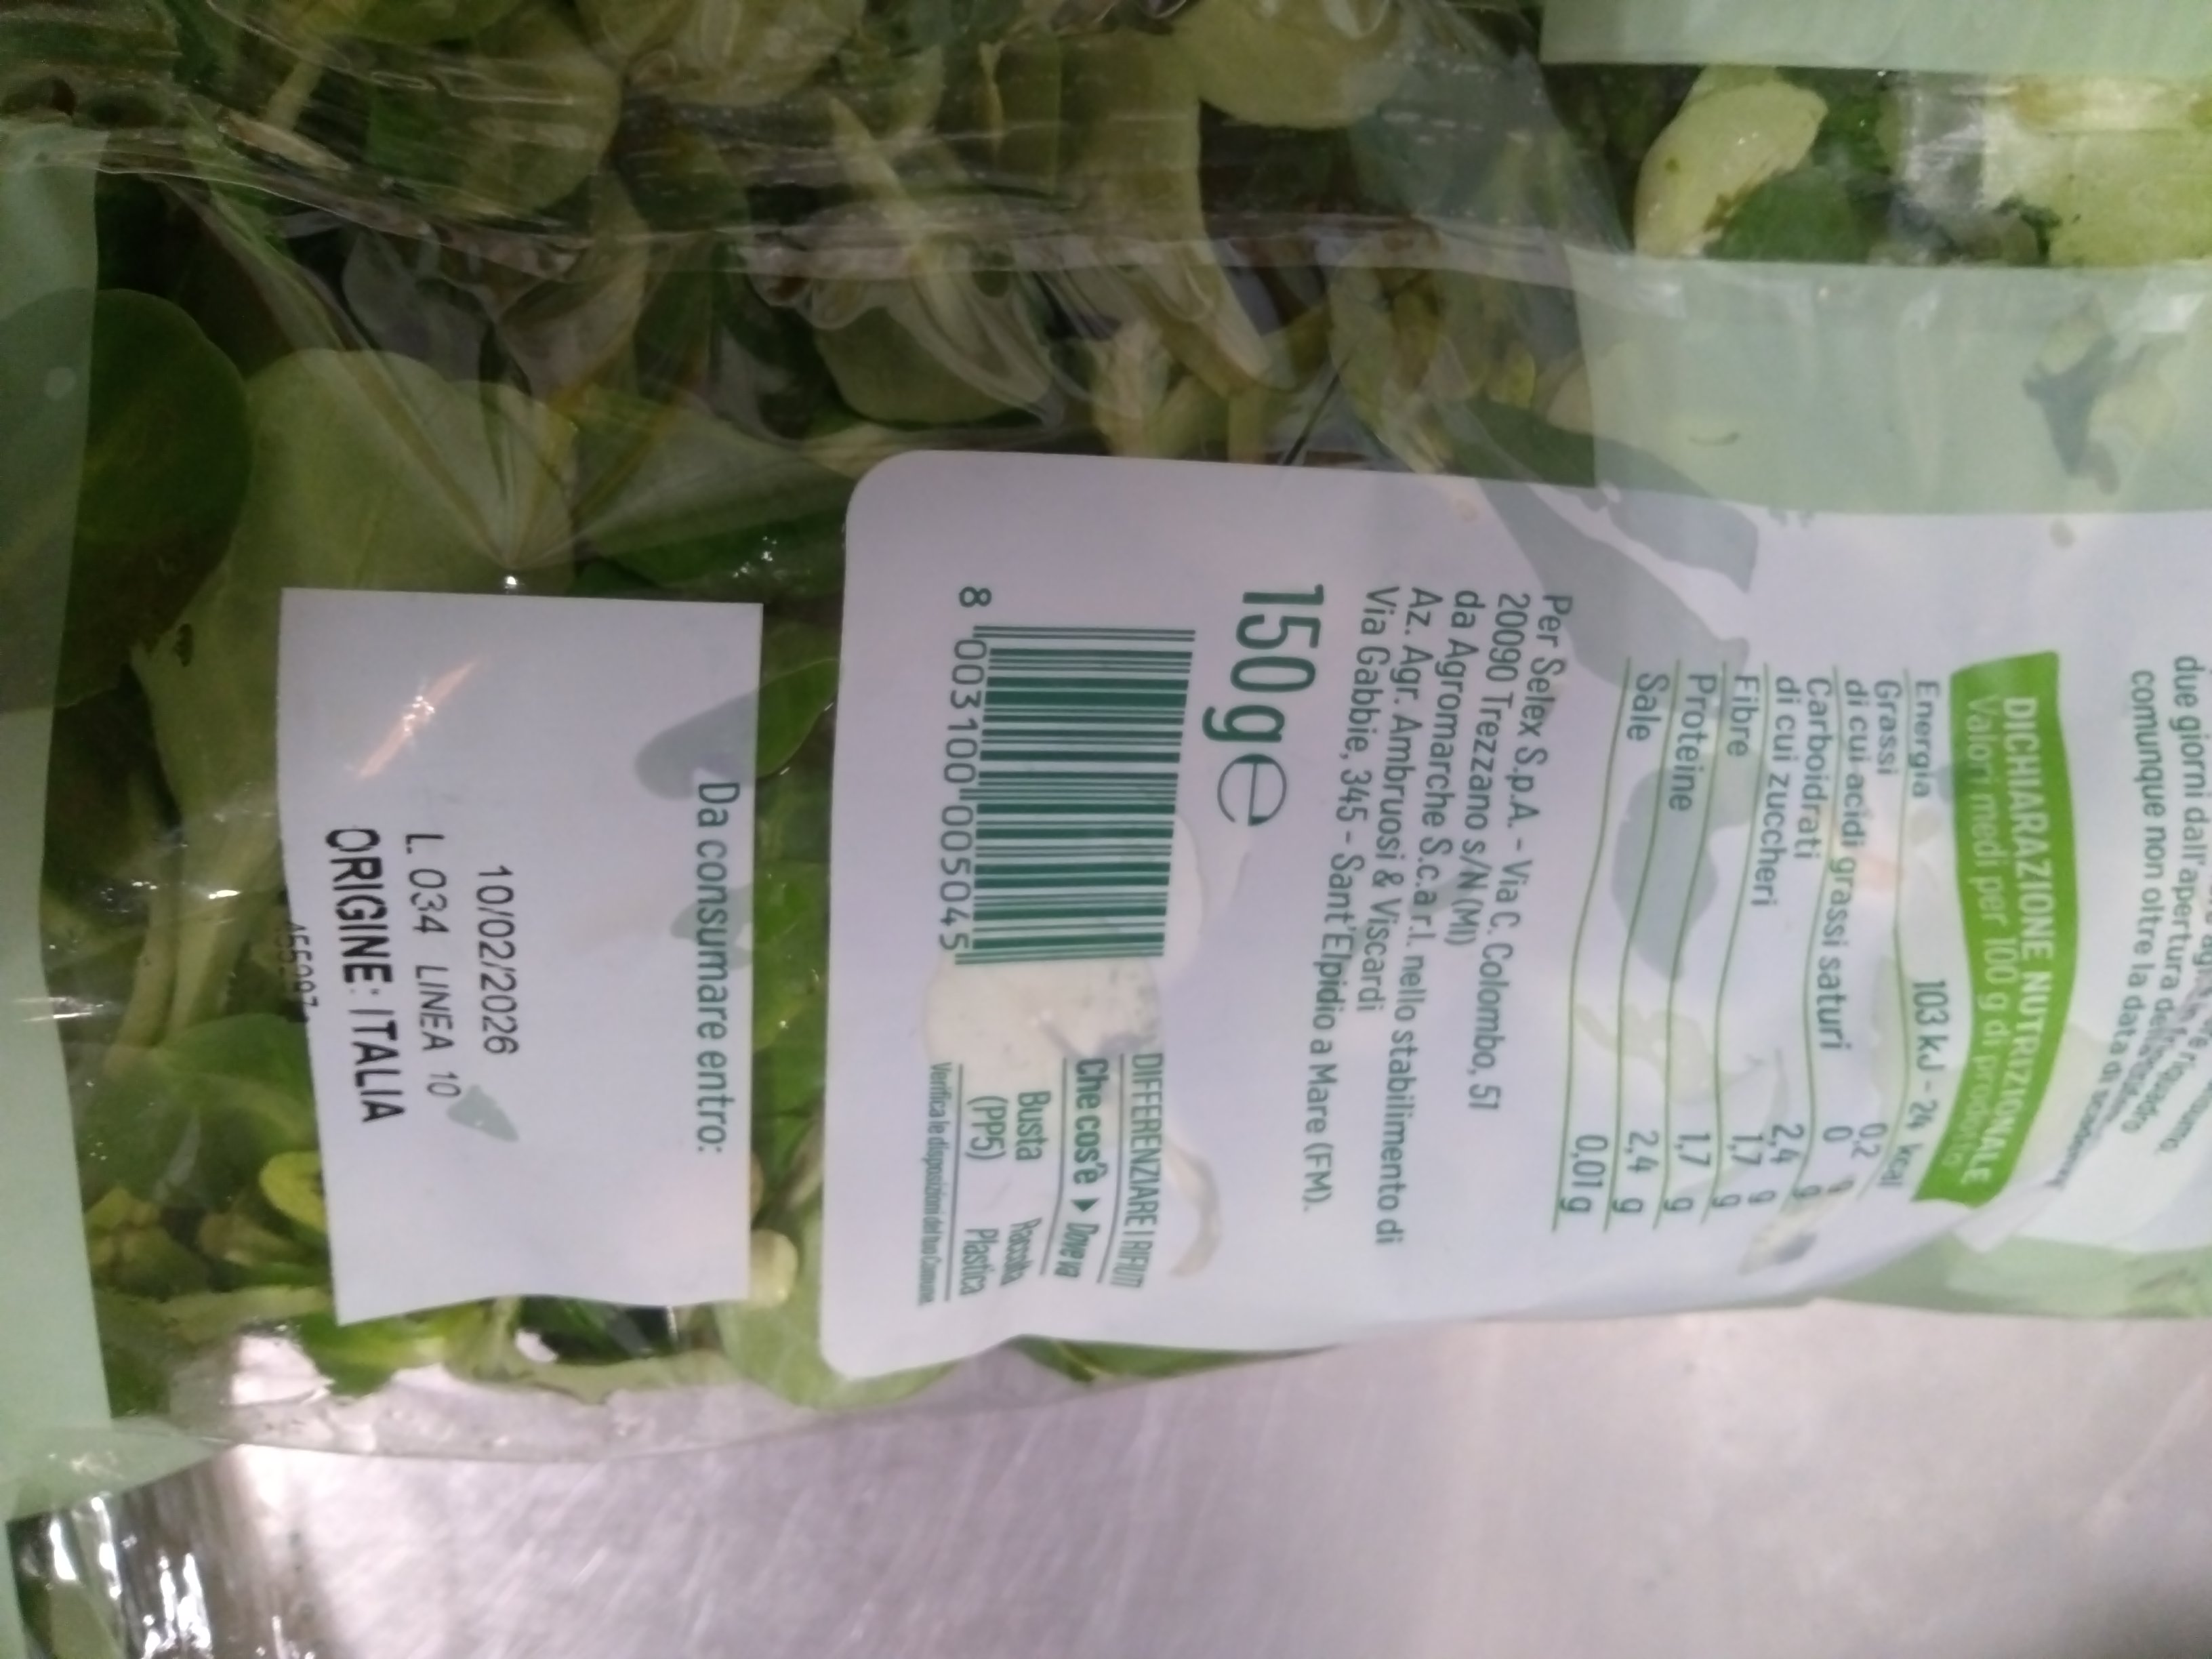 due giorni dall'apertura
comunque non oltre la data di scadenza
DICHIARAZIONE NUTRIZIONALE
Valori medi per 100 g di prodotto
Energia 103 kJ - 24 kcal
Grassi 0,2 g
di cui acidi grassi saturi 0 g
Carboidrati 2,4 g
di cui zuccheri 1,7 g
Fibre 1,7 g
Proteine 2,4 g
Sale 0,01 g
Per Selex S.p.A. - Via C. Colombo, 51
20090 Trezzano s/N (MI)
da Agromarche S.c.a r.l. nello stabilimento di
Az. Agr. Ambruosi & Viscardi
Via Gabbie, 345 - Sant'Elpidio a Mare (FM).
150 g e
8 003100 005045
DIFFERENZIARE I RIFIUTI
Che cos'è Dove va
Busta Raccolta
(PP5) Plastica
Verifica le disposizioni del tuo Comune.
Da consumare entro:
10/02/2026
L. 034 LINEA 10
ORIGINE: ITALIA